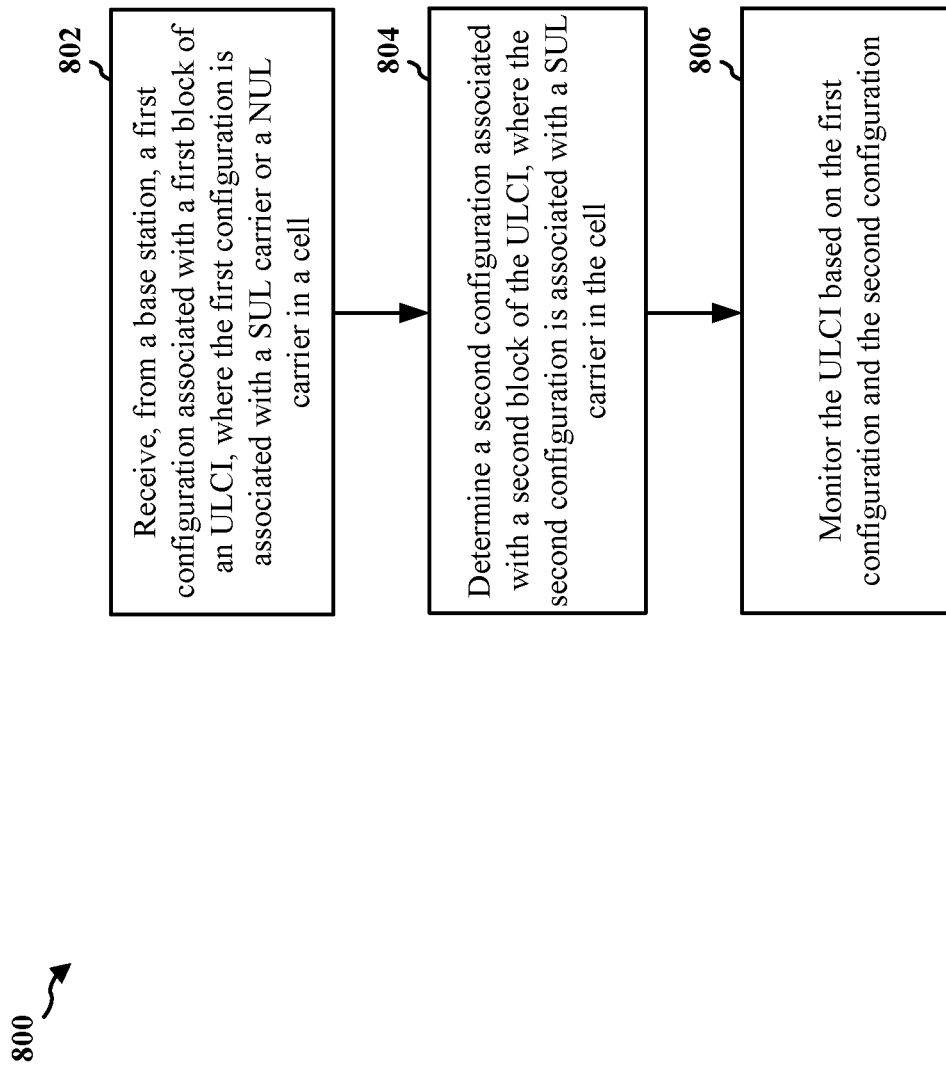 800
802
Receive, from a base station, a first
configuration associated with a first block of
an ULCI, where the first configuration is
associated with a SUL carrier or a NUL
carrier in a cell
804
Determine a second configuration associated
with a second block of the ULCI, where the
second configuration is associated with a SUL
carrier in the cell
806
Monitor the ULCI based on the first
configuration and the second configuration